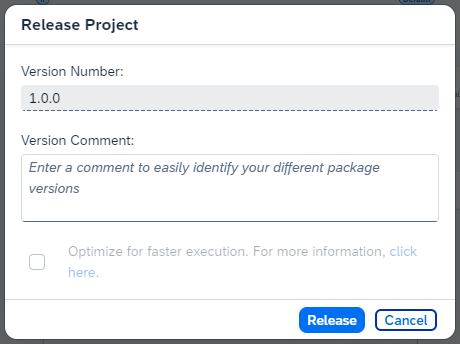 Release Project
Version Number:
1.0.0
Version Comment:
Enter a comment to easily identify your different package
versions
Optimize for faster execution. For more information, click
here.
Release
Cancel